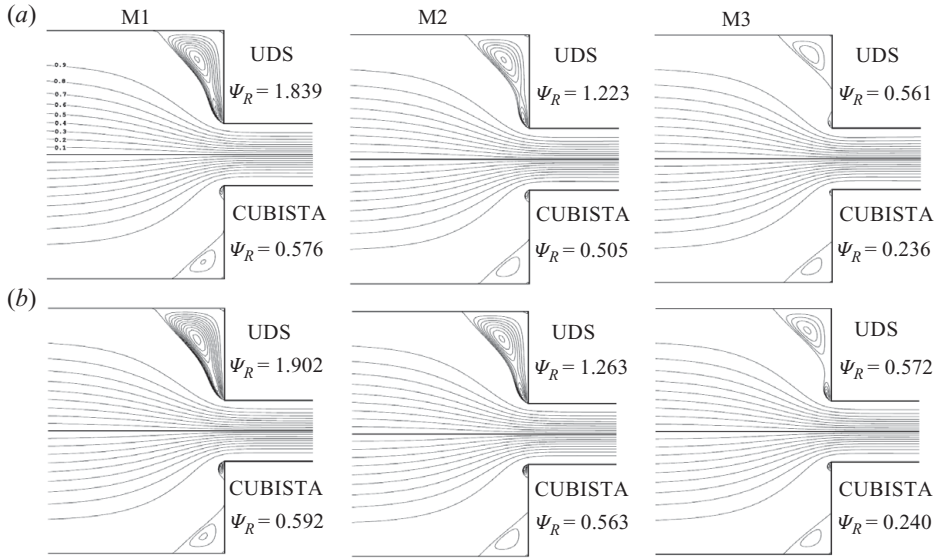 (a) M1 M2 M3
UDS UDS UDS
Ψ_R = 1.839 Ψ_R = 1.223 Ψ_R = 0.561
0.9
0.8
0.7
0.6
0.5
0.4
0.3
0.2
0.1
CUBISTA CUBISTA CUBISTA
Ψ_R = 0.576 Ψ_R = 0.505 Ψ_R = 0.236
(b)
UDS UDS UDS
Ψ_R = 1.902 Ψ_R = 1.263 Ψ_R = 0.572
CUBISTA CUBISTA CUBISTA
Ψ_R = 0.592 Ψ_R = 0.563 Ψ_R = 0.240